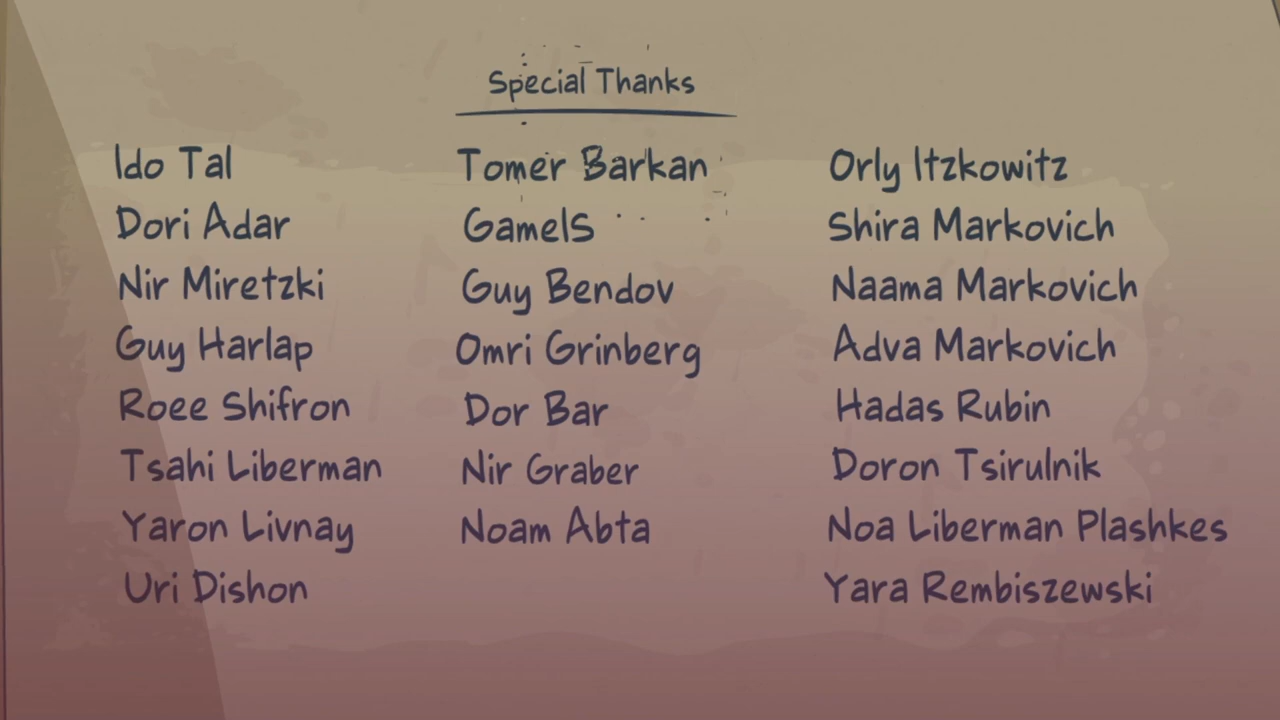 Special Thanks
Ido Tal
Dori Adar
Nir Miretzki
Guy Harlap
Roee Shifron
Tsahi Liberman
Yaron Livnay
Uri Dishon
Tomer Barkan
GameIS
Guy Bendov
Omri Grinberg
Dor Bar
Nir Graber
Noam Abta
Orly Itzkowitz
Shira Markovich
Naama Markovich
Adva Markovich
Hadas Rubin
Doron Tsirulnik
Noa Liberman Plashkes
Yara Rembiszewski